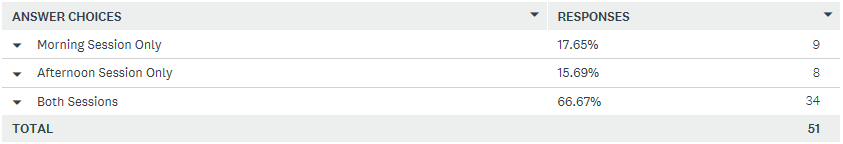 ANSWER CHOICES RESPONSES
Morning Session Only 17.65% 9
Afternoon Session Only 15.69% 8
Both Sessions 66.67% 34
TOTAL 51